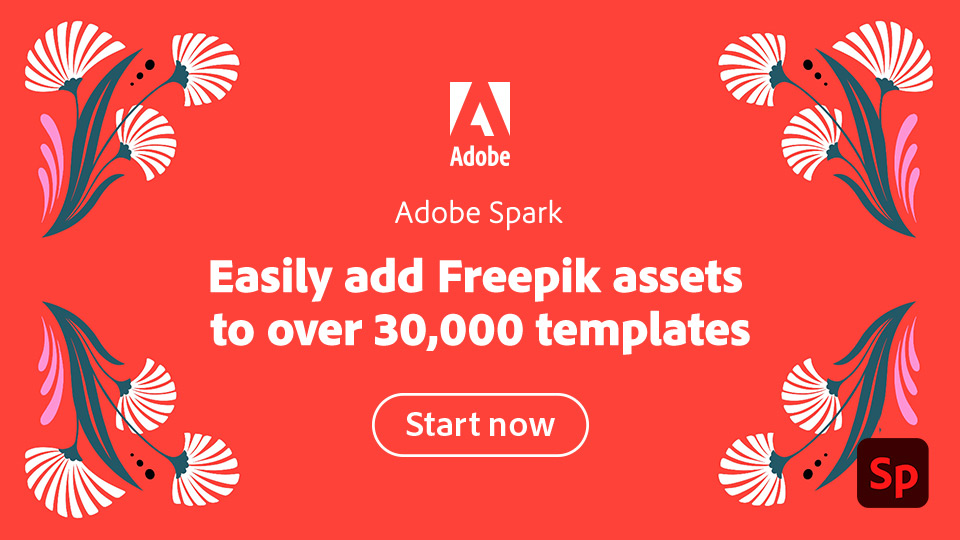 Adobe
Adobe Spark
Easily add Freepik assets
to over 30,000 templates
Start now
Sp